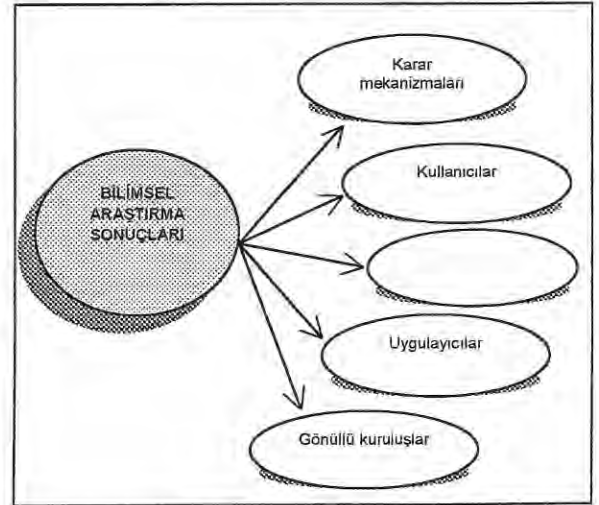 Karar
mekanizmaları
Kullanıcılar
BİLİMSEL
ARAŞTIRMA
SONUÇLARI
Uygulayıcılar
Gönüllü kuruluşlar